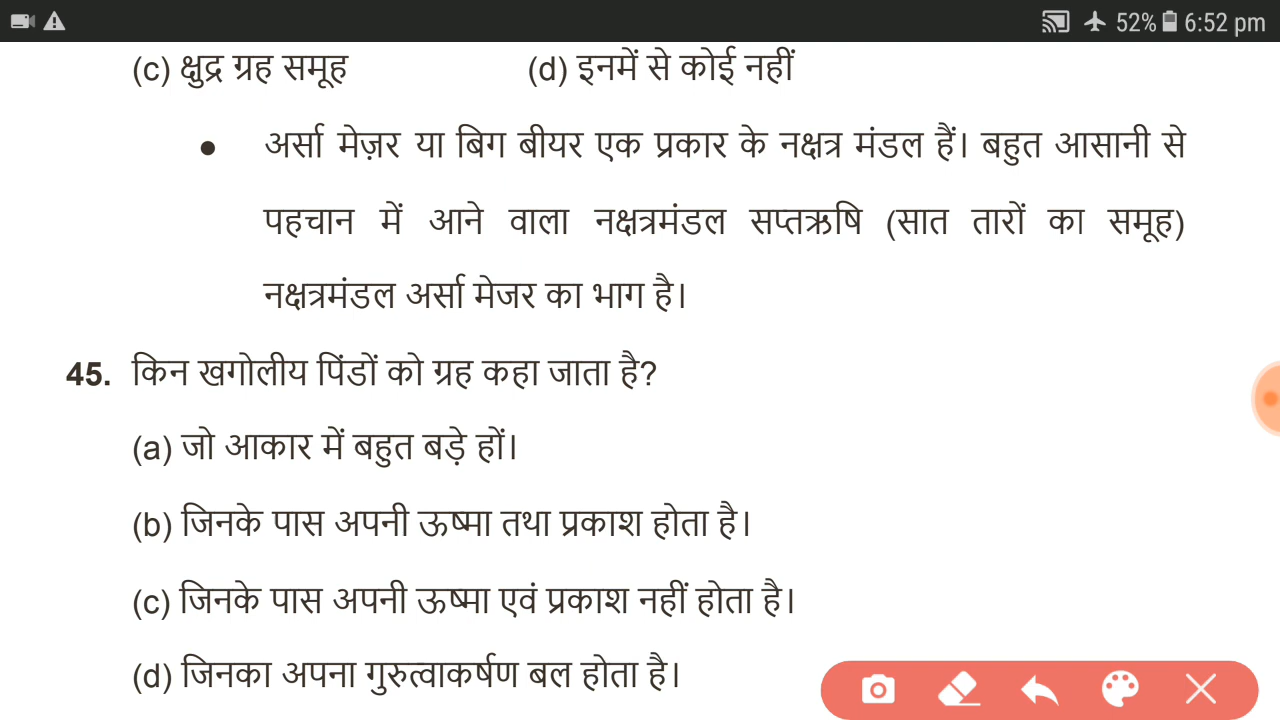 52% 6:52 pm
(c) क्षुद्र ग्रह समूह (d) इनमें से कोई नहीं
• अर्सा मेज़र या बिग बीयर एक प्रकार के नक्षत्र मंडल हैं। बहुत आसानी से
पहचान में आने वाला नक्षत्रमंडल सप्तऋषि (सात तारों का समूह)
नक्षत्रमंडल अर्सा मेजर का भाग है।
45. किन खगोलीय पिंडों को ग्रह कहा जाता है?
(a) जो आकार में बहुत बड़े हों।
(b) जिनके पास अपनी ऊष्मा तथा प्रकाश होता है।
(c) जिनके पास अपनी ऊष्मा एवं प्रकाश नहीं होता है।
(d) जिनका अपना गुरुत्वाकर्षण बल होता है।